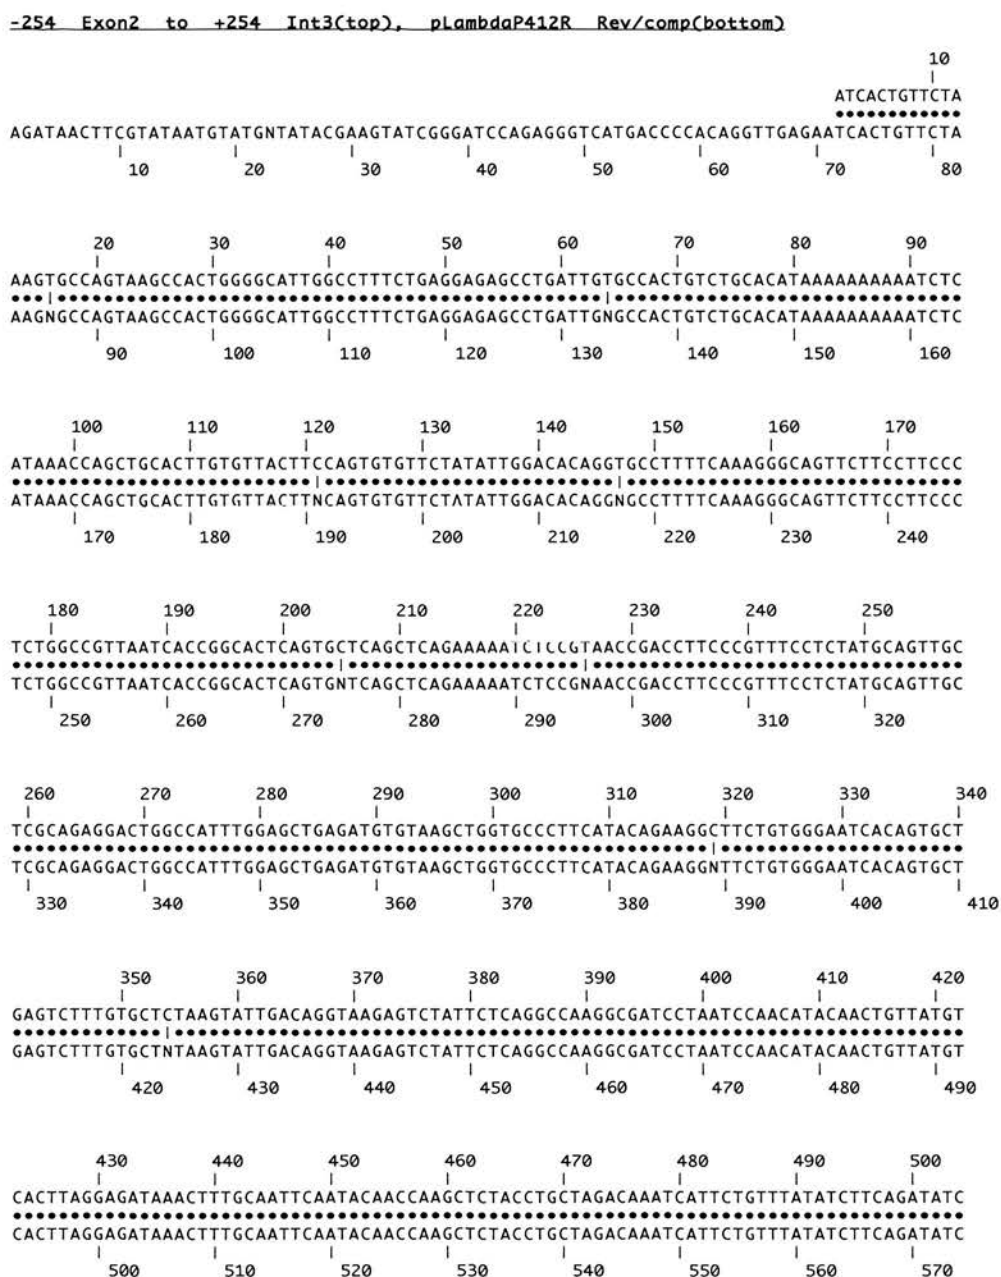 -254 Exon2 to +254 Int3(top), pLambdaP412R Rev/comp(bottom)
10
ATCACTGTTCTA
AGATAACTTCGTATAATGTATGNTATACGAAGTATCGGGATCCAGAGGGTCATGACCCCACAGGTTGAGAATCACTGTTCTA
10 20 30 40 50 60 70 80
20 30 40 50 60 70 80 90
AAGTGCCAGTAAGCCACTGGGGCATTGGCCTTTCTGAGGAGAGCCTGATTGTGCCACTGTCTGCACATAAAAAAAAAATCTC
AAGNGCCAGTAAGCCACTGGGGCATTGGCCTTTCTGAGGAGAGCCTGATTGNGCCACTGTCTGCACATAAAAAAAAAATCTC
90 100 110 120 130 140 150 160
100 110 120 130 140 150 160 170
ATAAACCAGCTGCACTTGTGTTACTTCCAGTGTGTTCTATATTGGACACAGGTGCCTTTTCAAAGGGCAGTTCTTCCTTCCC
ATAAACCAGCTGCACTTGTGTTACTTNCAGTGTGTTCTATATTGGACACAGGNGCCTTTTCAAAGGGCAGTTCTTCCTTCCC
170 180 190 200 210 220 230 240
180 190 200 210 220 230 240 250
TCTGGCCGTTAATCACCGGCACTCAGTGCTCAGCTCAGAAAAATCTCCGTAACCGACCTTCCCGTTTCCTCTATGCAGTTGC
TCTGGCCGTTAATCACCGGCACTCAGTGNTCAGCTCAGAAAAATCTCCGNAACCGACCTTCCCGTTTCCTCTATGCAGTTGC
250 260 270 280 290 300 310 320
260 270 280 290 300 310 320 330 340
TCGCAGAGGACTGGCCATTTGGAGCTGAGATGTGTAAGCTGGTGCCCTTCATACAGAAGGCTTCTGTGGGAATCACAGTGCT
TCGCAGAGGACTGGCCATTTGGAGCTGAGATGTGTAAGCTGGTGCCCTTCATACAGAAGGNTTCTGTGGGAATCACAGTGCT
330 340 350 360 370 380 390 400 410
350 360 370 380 390 400 410 420
GAGTCTTTGTGCTCTAAGTATTGACAGGTAAGAGTCTATTCTCAGGCCAAGGCGATCCTAATCCAACATACAACTGTTATGT
GAGTCTTTGTGCTNTAAGTATTGACAGGTAAGAGTCTATTCTCAGGCCAAGGCGATCCTAATCCAACATACAACTGTTATGT
420 430 440 450 460 470 480 490
430 440 450 460 470 480 490 500
CACTTAGGAGATAAACTTTGCAATTCAATACAACCAAGCTCTACCTGCTAGACAAATCATTCTGTTTATATCTTCAGATATC
CACTTAGGAGATAAACTTTGCAATTCAATACAACCAAGCTCTACCTGCTAGACAAATCATTCTGTTTATATCTTCAGATATC
500 510 520 530 540 550 560 570